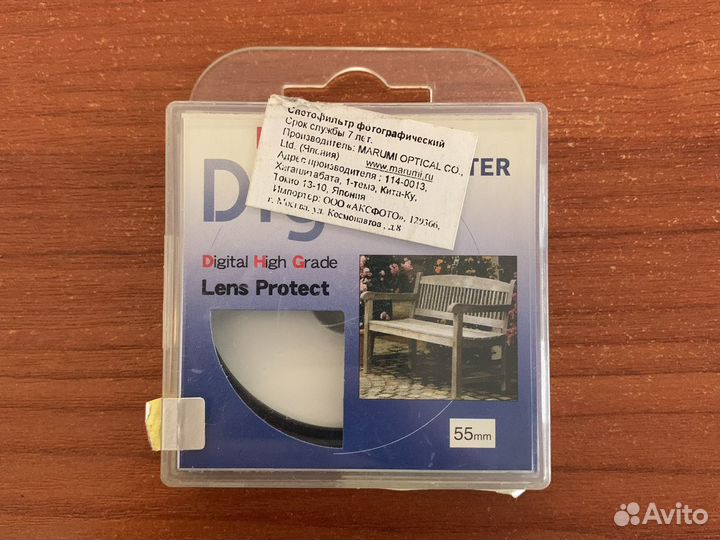 Светофильтр фотографический
Срок службы 7 лет.
Производитель: MARUMI OPTICAL CO.,
Ltd. (Япония) www.marumi.ru
Адрес производителя : 114-0013,
Хигашитабата, 1-темэ, Кита-Ку,
Токио 13-10, Япония
Импортер: ООО «АКСФОТО», 129366,
г. Москва, ул. Космонавтов , д.8
TER
Dig
Digital High Grade
Lens Protect
55mm
Avito